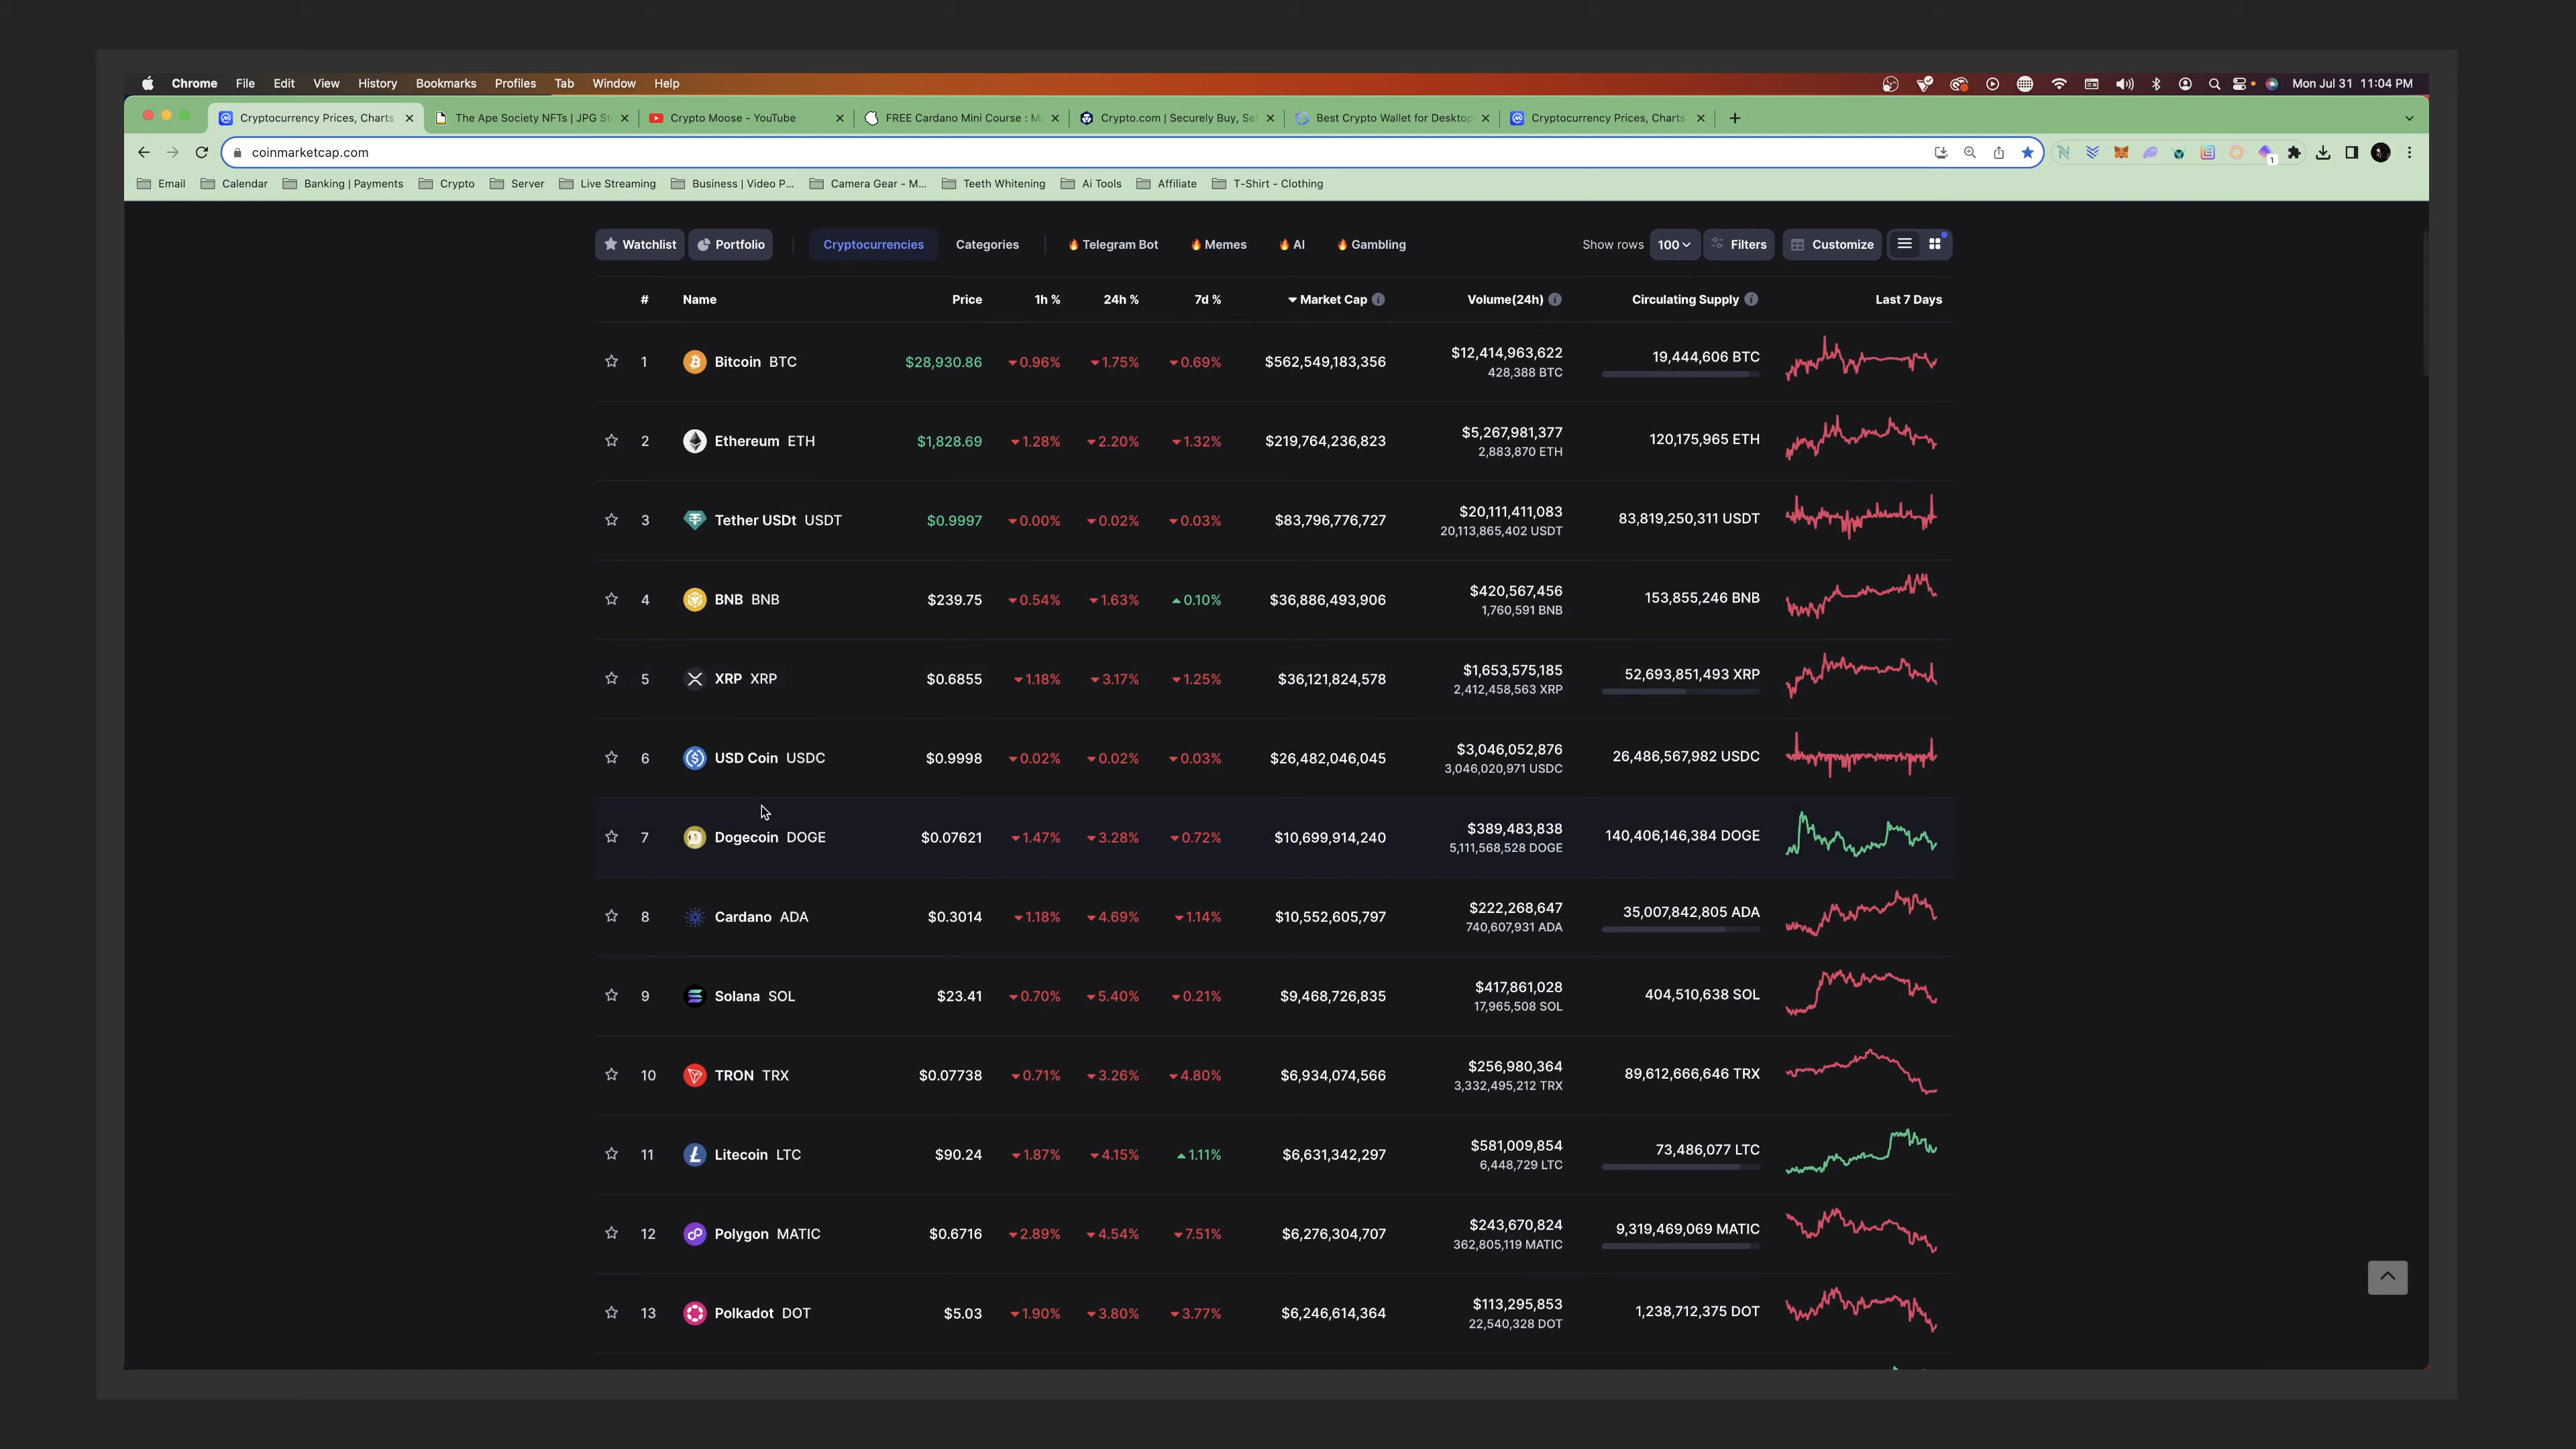 Chrome File Edit View History Bookmarks Profiles Tab Window Help Mon Jul 31 11:04 PM
Cryptocurrency Prices, Charts The Ape Society NFTs | JPG St Crypto Moose - YouTube FREE Cardano Mini Course : M Crypto.com | Securely Buy, Sel Best Crypto Wallet for Desktop Cryptocurrency Prices, Charts
coinmarketcap.com 1
Email Calendar Banking | Payments Crypto Server Live Streaming Business | Video P... Camera Gear - M... Teeth Whitening Ai Tools Affiliate T-Shirt - Clothing
Watchlist Portfolio Cryptocurrencies Categories Telegram Bot Memes AI Gambling Show rows 100 Filters Customize
# Name Price 1h % 24h % 7d % Market Cap Volume(24h) Circulating Supply Last 7 Days
1 Bitcoin BTC $28,930.86 0.96% 1.75% 0.69% $562,549,183,356 $12,414,963,622 19,444,606 BTC
428,388 BTC
2 Ethereum ETH $1,828.69 1.28% 2.20% 1.32% $219,764,236,823 $5,267,981,377 120,175,965 ETH
2,883,870 ETH
3 Tether USDt USDT $0.9997 0.00% 0.02% 0.03% $83,796,776,727 $20,111,411,083 83,819,250,311 USDT
20,113,865,402 USDT
4 BNB BNB $239.75 0.54% 1.63% 0.10% $36,886,493,906 $420,567,456 153,855,246 BNB
1,760,591 BNB
5 XRP XRP $0.6855 1.18% 3.17% 1.25% $36,121,824,578 $1,653,575,185 52,693,851,493 XRP
2,412,458,563 XRP
6 USD Coin USDC $0.9998 0.02% 0.02% 0.03% $26,482,046,045 $3,046,052,876 26,486,567,982 USDC
3,046,020,971 USDC
7 Dogecoin DOGE $0.07621 1.47% 3.28% 0.72% $10,699,914,240 $389,483,838 140,406,146,384 DOGE
5,111,568,528 DOGE
8 Cardano ADA $0.3014 1.18% 4.69% 1.14% $10,552,605,797 $222,268,647 35,007,842,805 ADA
740,607,931 ADA
9 Solana SOL $23.41 0.70% 5.40% 0.21% $9,468,726,835 $417,861,028 404,510,638 SOL
17,965,508 SOL
10 TRON TRX $0.07738 0.71% 3.26% 4.80% $6,934,074,566 $256,980,364 89,612,666,646 TRX
3,332,495,212 TRX
11 Litecoin LTC $90.24 1.87% 4.15% 1.11% $6,631,342,297 $581,009,854 73,486,077 LTC
6,448,729 LTC
12 Polygon MATIC $0.6716 2.89% 4.54% 7.51% $6,276,304,707 $243,670,824 9,319,469,069 MATIC
362,805,119 MATIC
13 Polkadot DOT $5.03 1.90% 3.80% 3.77% $6,246,614,364 $113,295,853 1,238,712,375 DOT
22,540,328 DOT